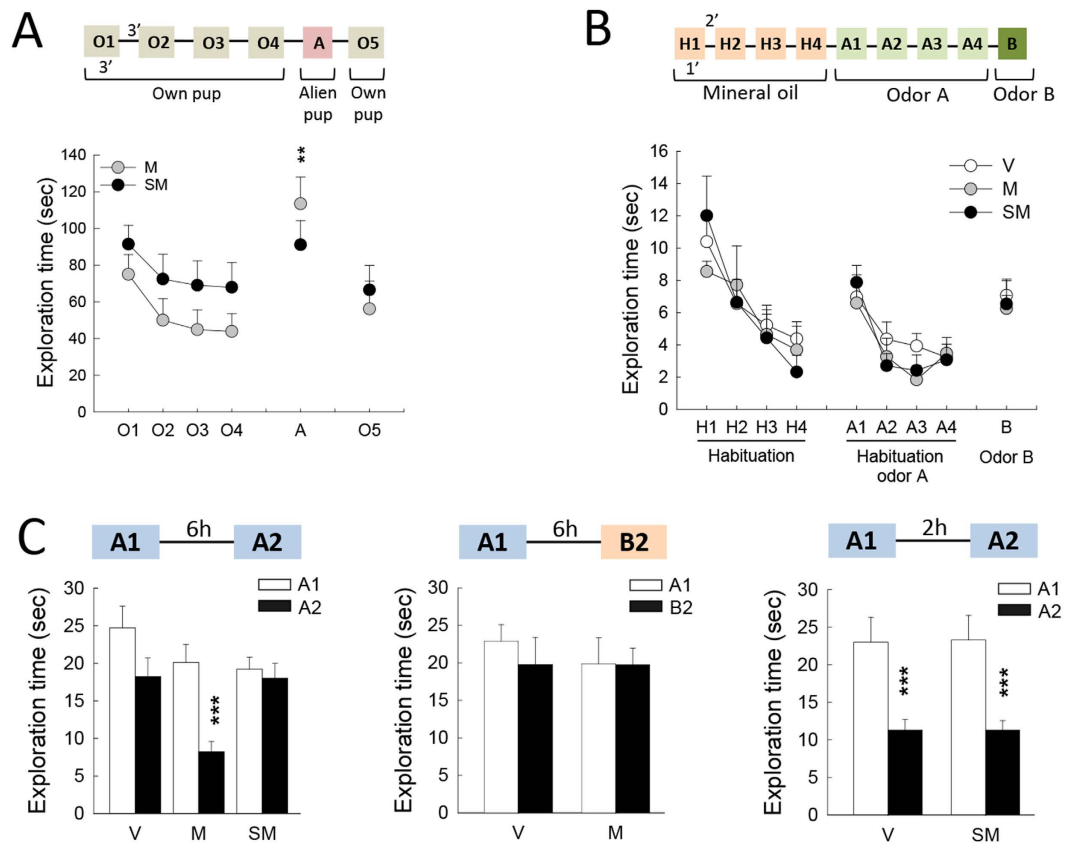 A
3’
O1 O2 O3 O4 A O5
3’
Own pup
Alien pup
Own pup
**
M
SM
Exploration time (sec)
140
120
100
80
60
40
20
0
O1 O2 O3 O4 A O5
B
2’
H1 H2 H3 H4 A1 A2 A3 A4 B
1’
Mineral oil
Odor A
Odor B
V
M
SM
Exploration time (sec)
16
14
12
10
8
6
4
2
0
H1 H2 H3 H4 A1 A2 A3 A4 B
Habituation
Habituation
odor A
Odor B
C
A1 6h A2
A1
A2
Exploration time (sec)
30
25
20
15
10
5
0
***
V M SM
A1 6h B2
A1
B2
Exploration time (sec)
30
25
20
15
10
5
0
V M
A1 2h A2
A1
A2
Exploration time (sec)
30
25
20
15
10
5
0
***
***
V SM